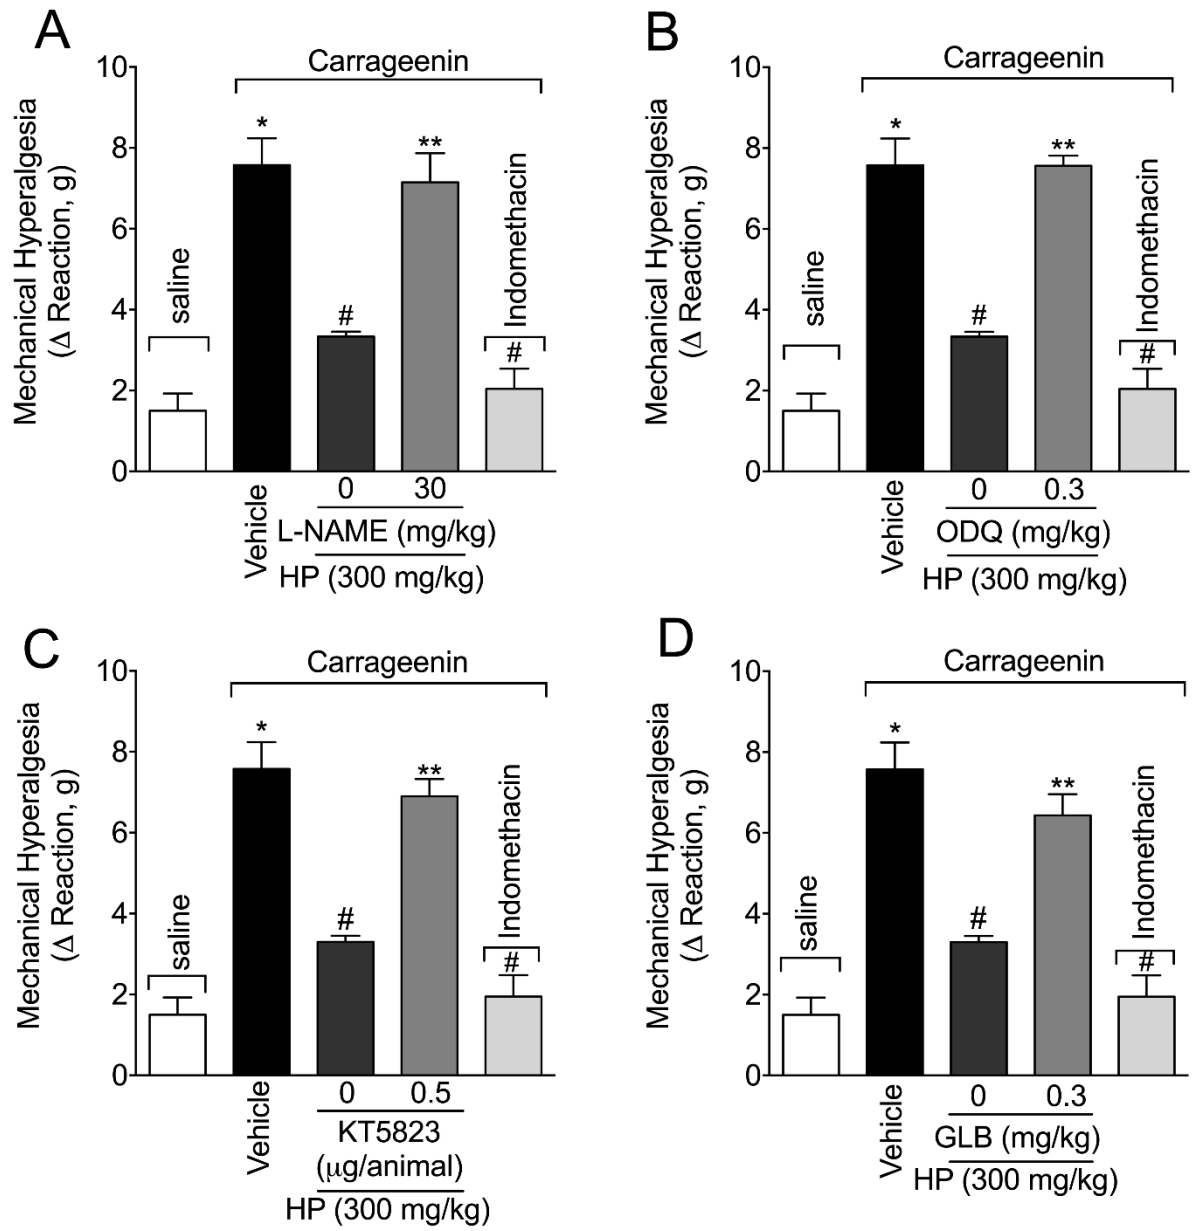 A
Mechanical Hyperalgesia
(Δ Reaction, g)
10
8
6
4
2
0
Carrageenin
saline
*
#
**
Indomethacin
#
Vehicle
0 30
L-NAME (mg/kg)
HP (300 mg/kg)
B
Mechanical Hyperalgesia
(Δ Reaction, g)
10
8
6
4
2
0
Carrageenin
saline
*
#
**
Indomethacin
#
Vehicle
0 0.3
ODQ (mg/kg)
HP (300 mg/kg)
C
Mechanical Hyperalgesia
(Δ Reaction, g)
10
8
6
4
2
0
Carrageenin
saline
*
#
**
Indomethacin
#
Vehicle
0 0.5
KT5823
(μg/animal)
HP (300 mg/kg)
D
Mechanical Hyperalgesia
(Δ Reaction, g)
10
8
6
4
2
0
Carrageenin
saline
*
#
**
Indomethacin
#
Vehicle
0 0.3
GLB (mg/kg)
HP (300 mg/kg)